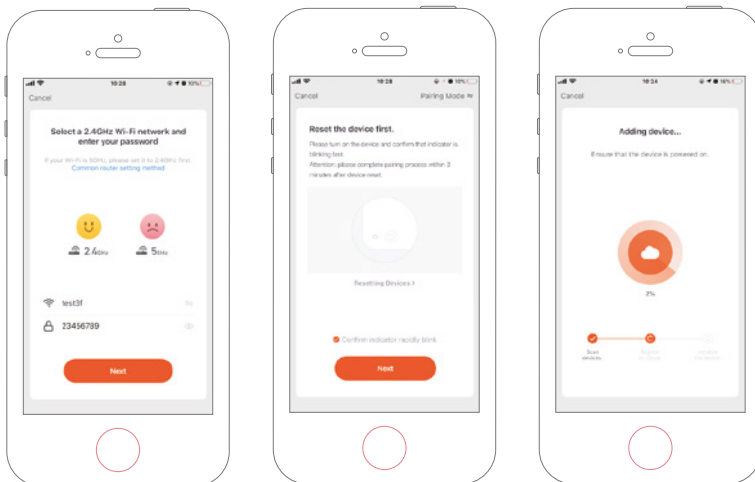 10:28
10%
Cancel
Select a 2.4GHz Wi-Fi network and
enter your password
If your Wi-Fi is 5GHz, please set it to 2.4GHz first.
Common router setting method
2.4GHz
5GHz
test3f
23456789
Next
10:28
10%
Cancel
Pairing Mode
Reset the device first.
Please turn on the device and confirm that indicator is
blinking fast.
Attention: please complete pairing process within 3
minutes after device reset.
Resetting Devices
Confirm indicator rapidly blink
Next
Cancel
Adding device...
Ensure that the device is powered on.
2%
Scan
devices.
Register